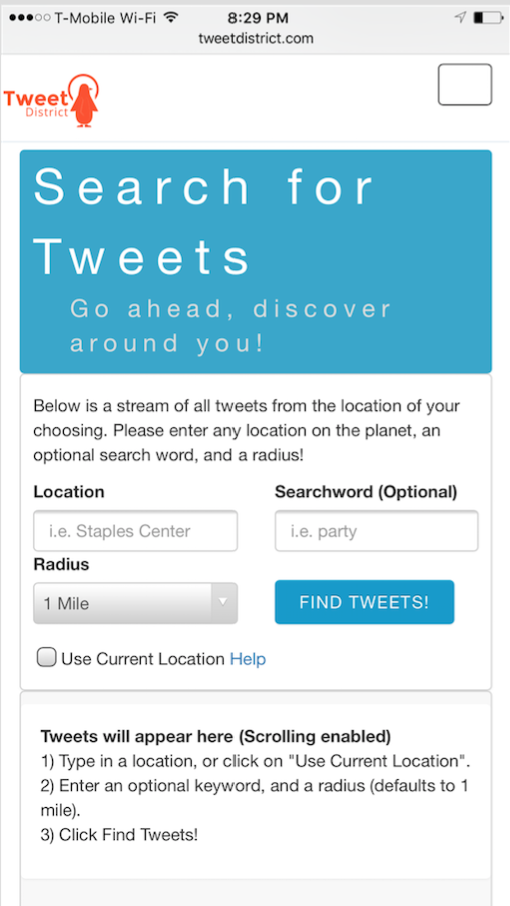 T-Mobile Wi-Fi 8:29 PM
tweetdistrict.com
Tweet
District
Search for
Tweets
Go ahead, discover
around you!
Below is a stream of all tweets from the location of your
choosing. Please enter any location on the planet, an
optional search word, and a radius!
Location Searchword (Optional)
i.e. Staples Center i.e. party
Radius
1 Mile FIND TWEETS!
Use Current Location Help
Tweets will appear here (Scrolling enabled)
1) Type in a location, or click on "Use Current Location".
2) Enter an optional keyword, and a radius (defaults to 1
mile).
3) Click Find Tweets!